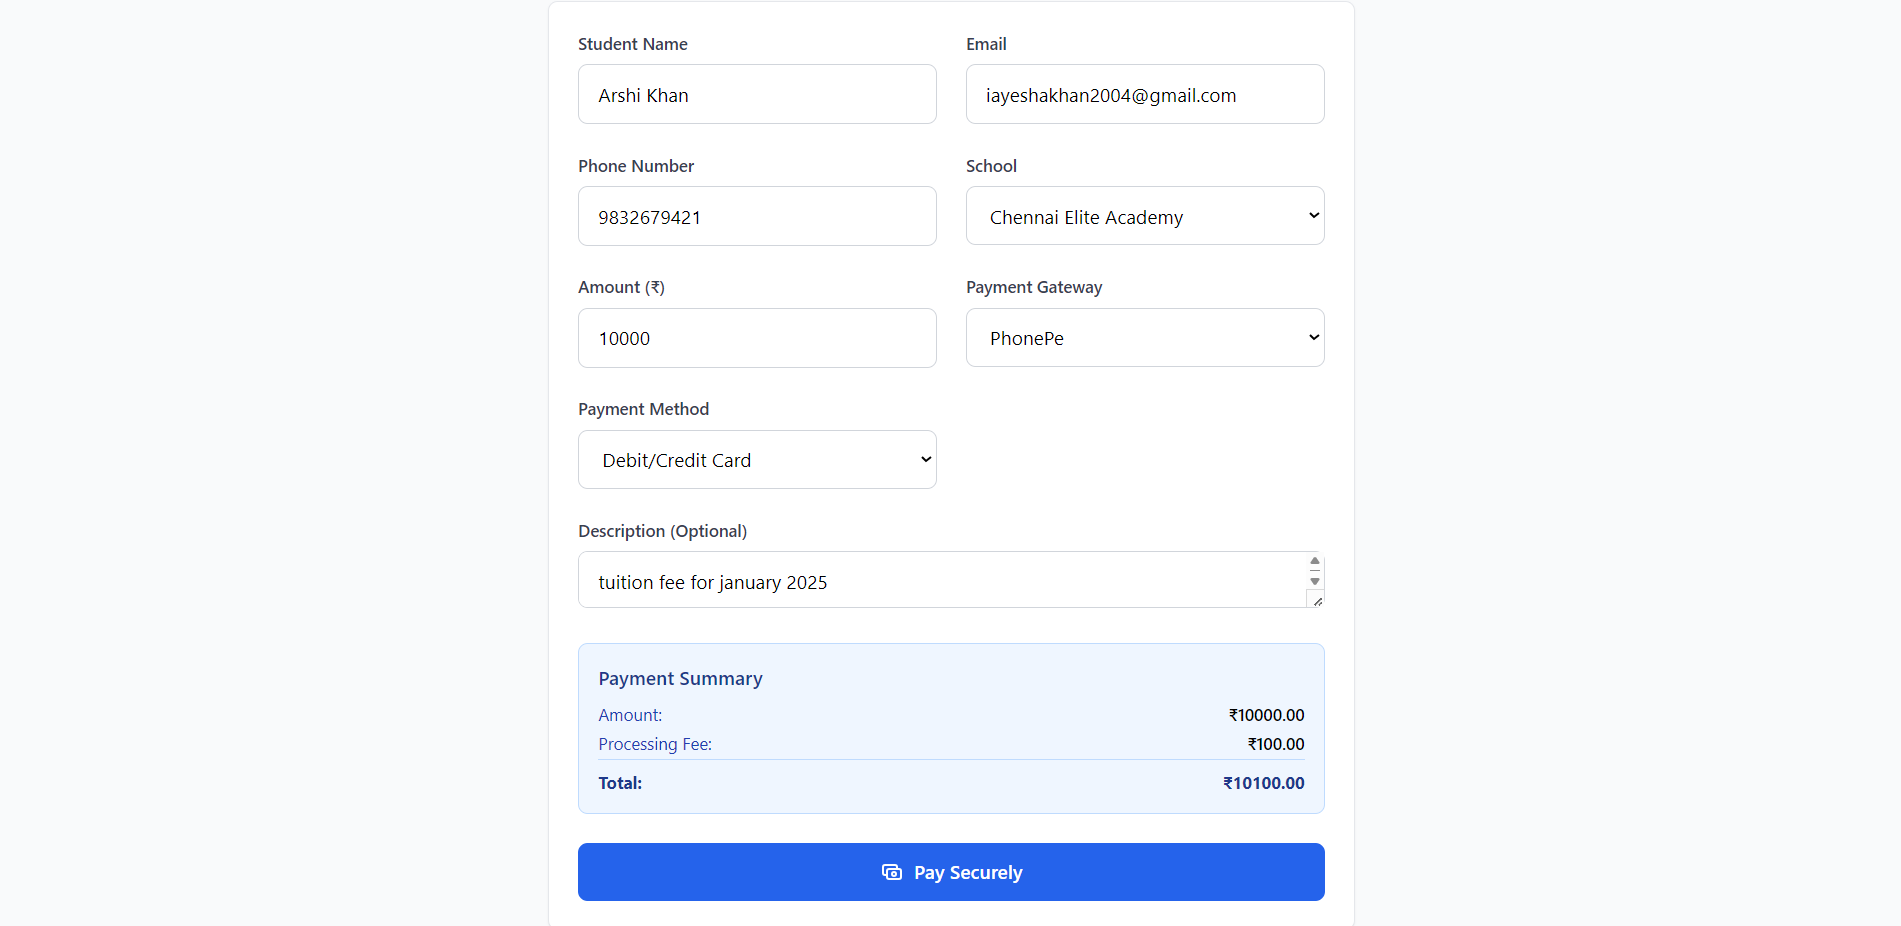 Student Name
Email
Arshi Khan
iayeshakhan2004@gmail.com
Phone Number
School
9832679421
Chennai Elite Academy
Amount (₹)
Payment Gateway
10000
PhonePe
Payment Method
Debit/Credit Card
Description (Optional)
tuition fee for january 2025
Payment Summary
Amount: ₹10000.00
Processing Fee: ₹100.00
Total: ₹10100.00
Pay Securely